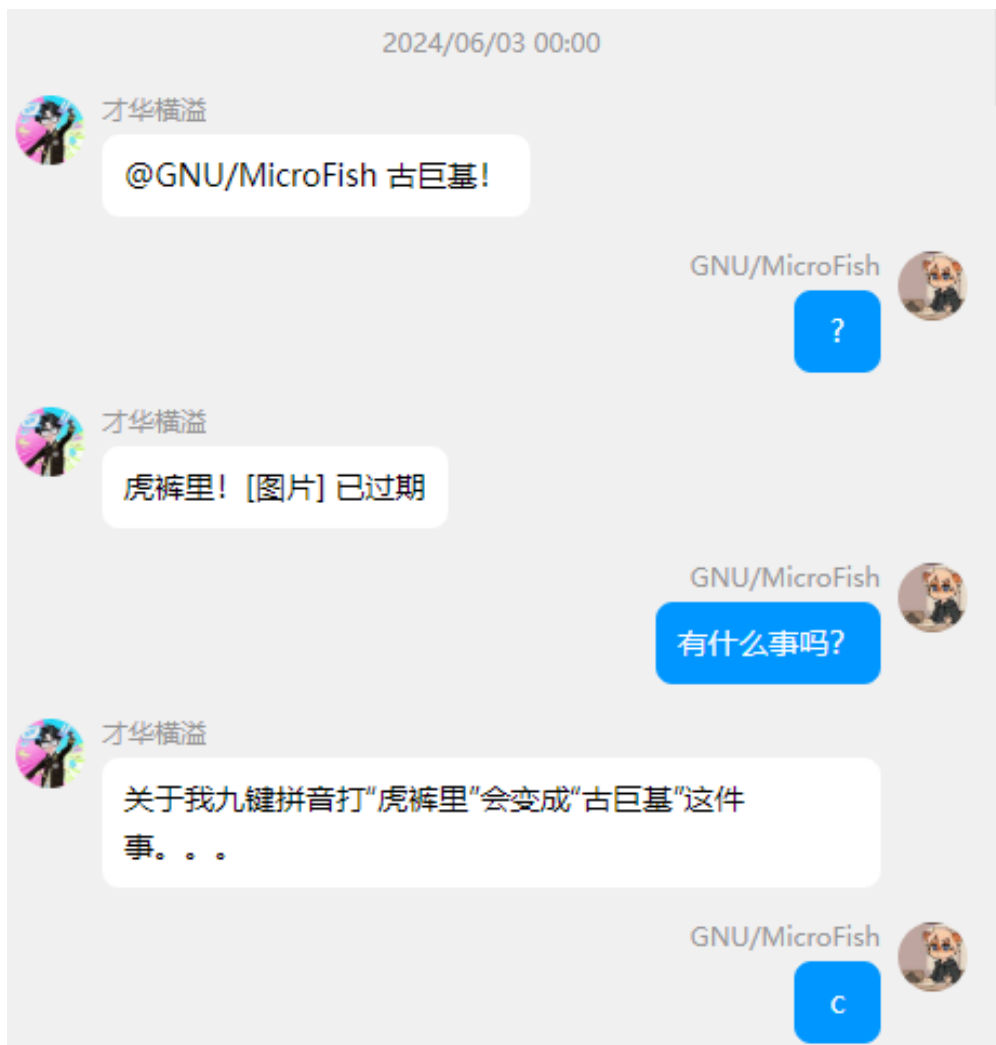 2024/06/03 00:00
才华横溢
@GNU/MicroFish 古巨基！
GNU/MicroFish
?
才华横溢
虎裤里！[图片] 已过期
GNU/MicroFish
有什么事吗？
才华横溢
关于我九键拼音打“虎裤里”会变成“古巨基”这件
事。。。
GNU/MicroFish
c